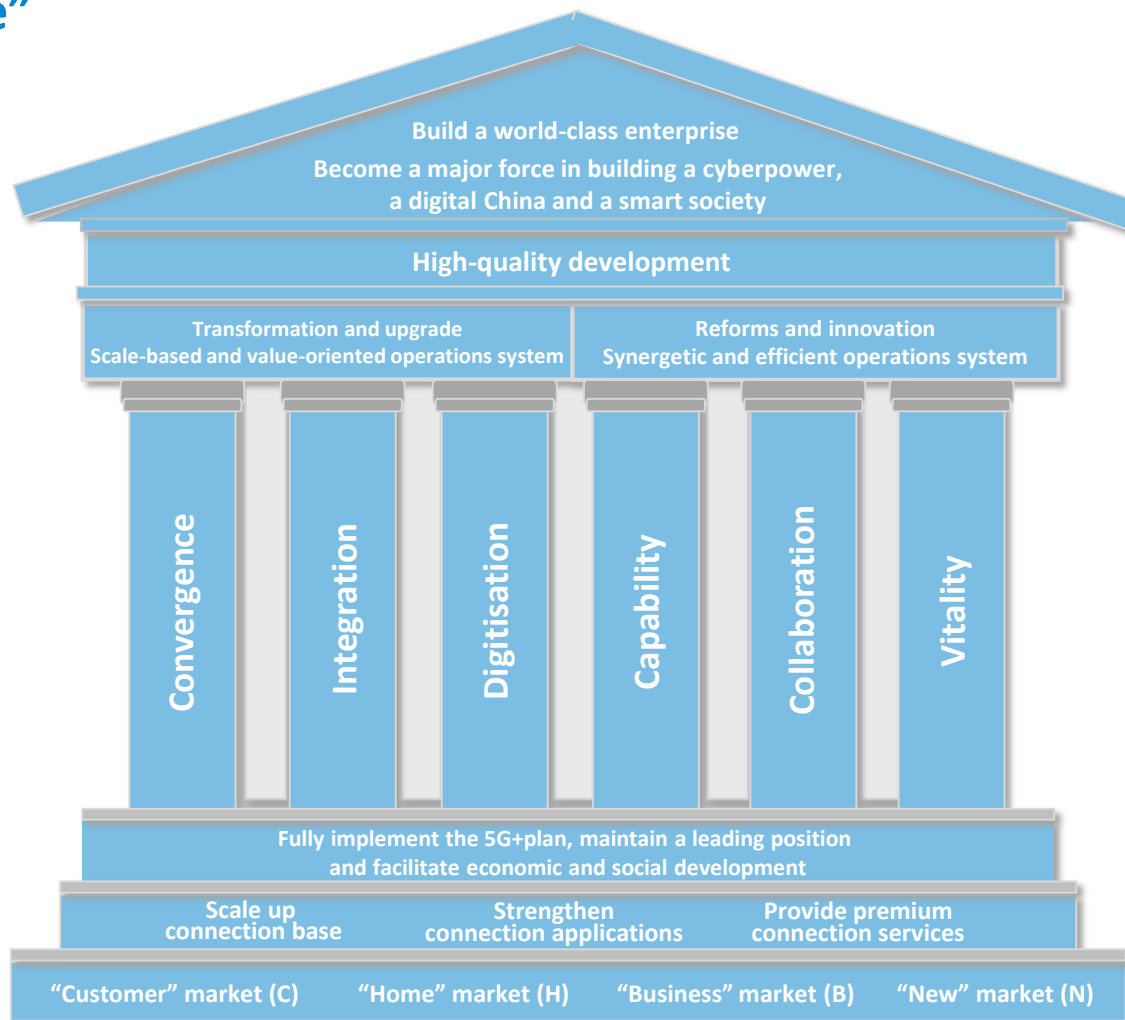 e”
Build a world-class enterprise
Become a major force in building a cyberpower,
a digital China and a smart society
High-quality development
Transformation and upgrade
Scale-based and value-oriented operations system
Reforms and innovation
Synergetic and efficient operations system
Convergence
Integration
Digitisation
Capability
Collaboration
Vitality
Fully implement the 5G+plan, maintain a leading position
and facilitate economic and social development
Scale up
connection base
Strengthen
connection applications
Provide premium
connection services
“Customer” market (C)
“Home” market (H)
“Business” market (B)
“New” market (N)